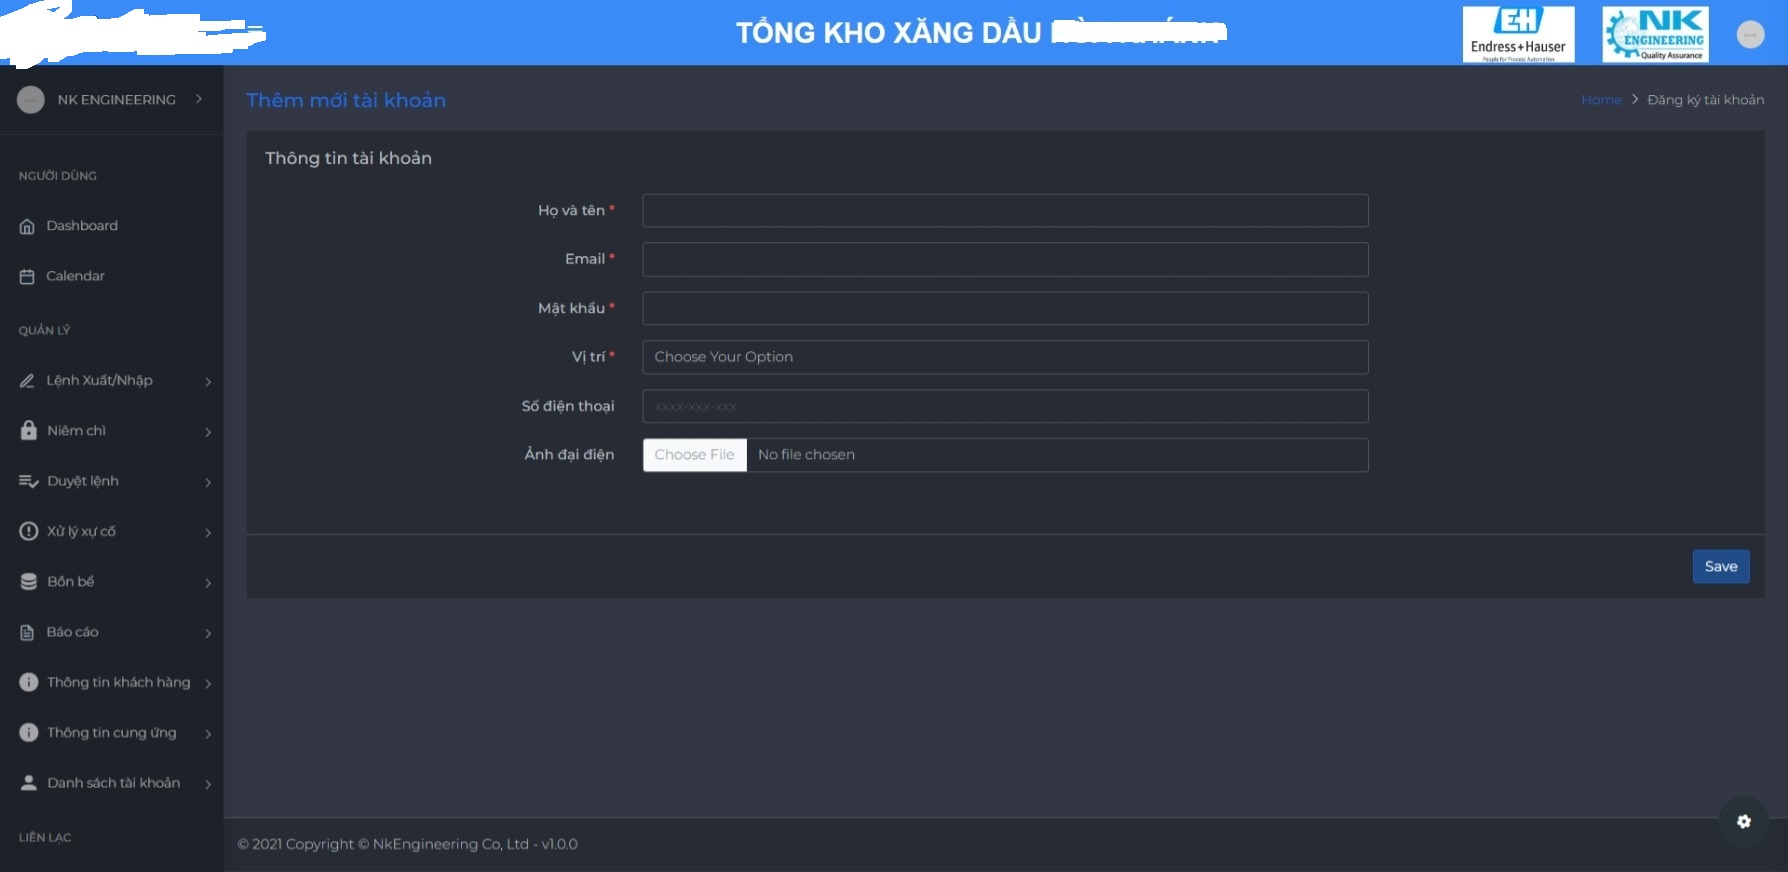 TỔNG KHO XĂNG DẦU
EH
Endress+Hauser
People for Process Automation
NK
ENGINEERING
Quality Assurance
NK ENGINEERING
Thêm mới tài khoản
Home > Đăng ký tài khoản
Thông tin tài khoản
NGƯỜI DÙNG
Dashboard
Calendar
QUẢN LÝ
Lệnh Xuất/Nhập
Niêm chì
Duyệt lệnh
Xử lý xự cố
Bồn bể
Báo cáo
Thông tin khách hàng
Thông tin cung ứng
Danh sách tài khoản
LIÊN LẠC
Họ và tên *
Email *
Mật khẩu *
Vị trí * Choose Your Option
Số điện thoại xxxx-xxx-xxx
Ảnh đại điện Choose File No file chosen
Save
© 2021 Copyright © NkEngineering Co, Ltd - v1.0.0